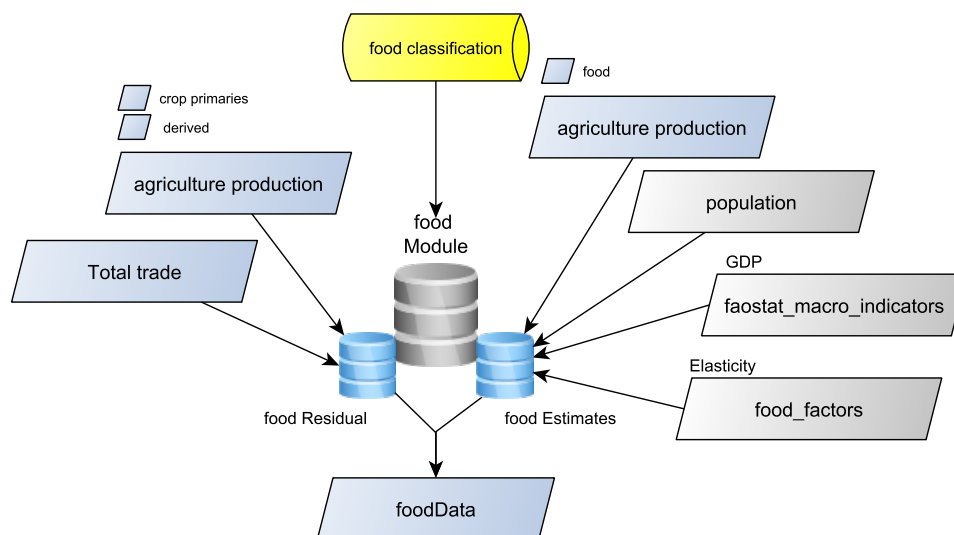 food classification
food
crop primaries
derived
agriculture production
agriculture production
population
food
Module
GDP
Total trade
faostat_macro_indicators
Elasticity
food_factors
food Residual
food Estimates
foodData